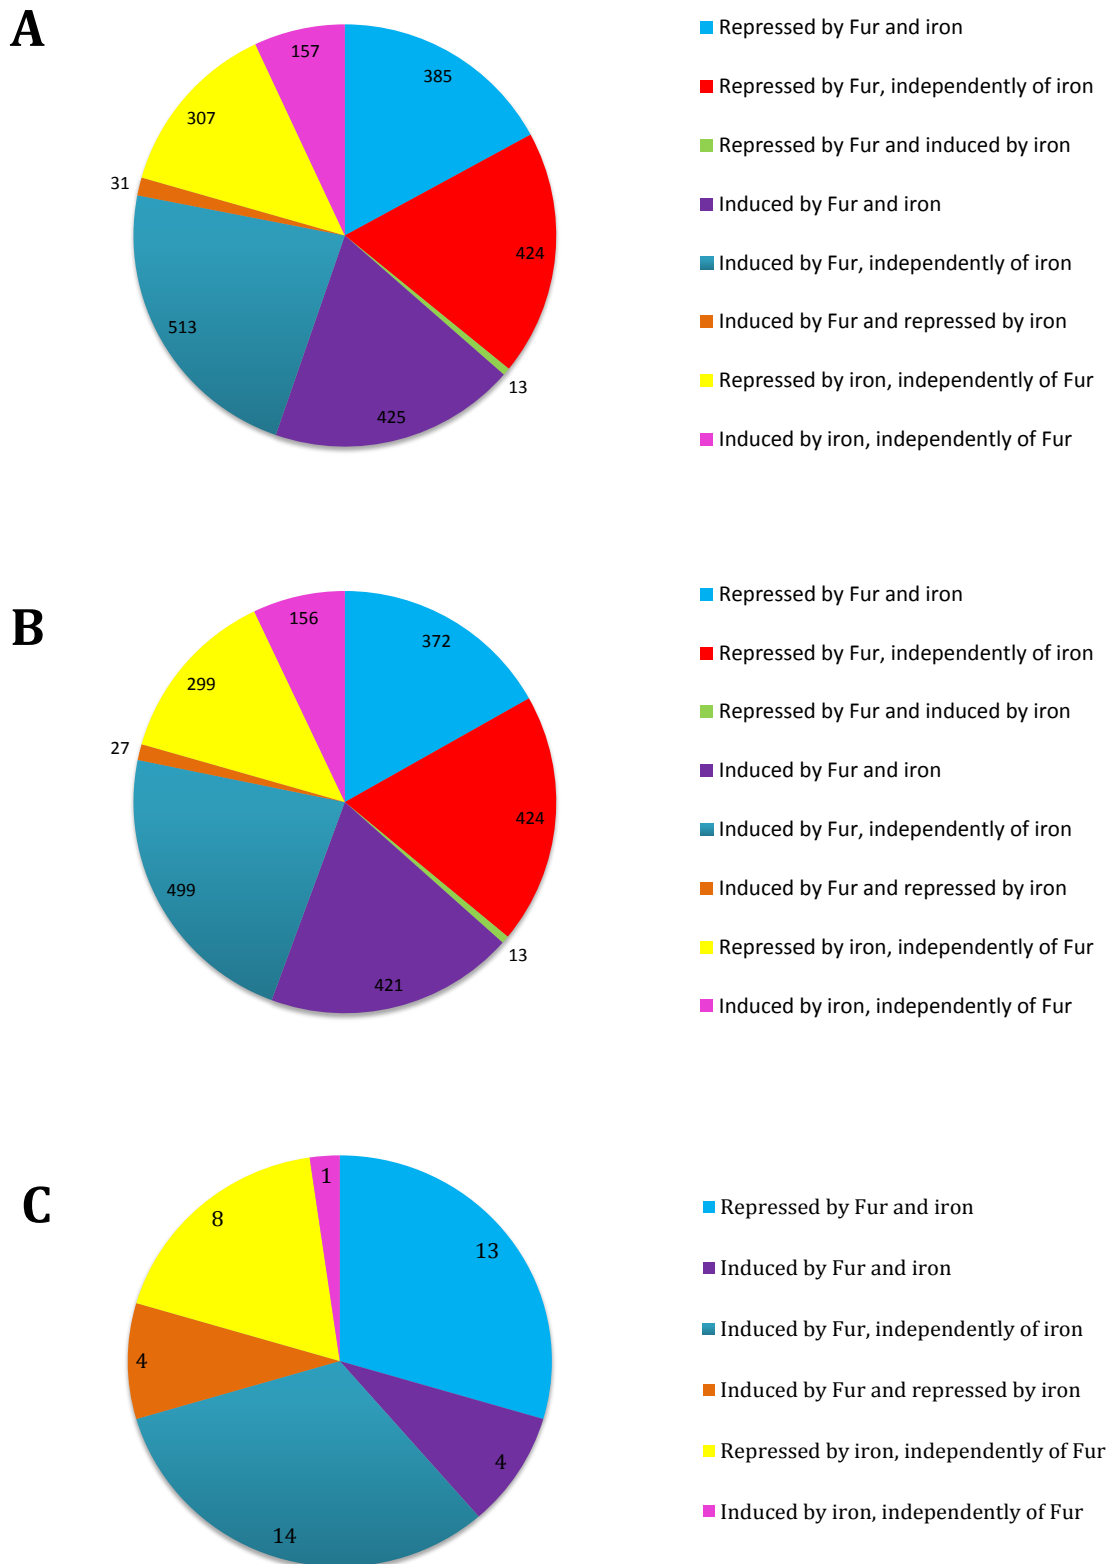 A
385
424
13
425
513
31
307
157
Repressed by Fur and iron
Repressed by Fur, independently of iron
Repressed by Fur and induced by iron
Induced by Fur and iron
Induced by Fur, independently of iron
Induced by Fur and repressed by iron
Repressed by iron, independently of Fur
Induced by iron, independently of Fur
B
372
424
13
421
499
27
299
156
Repressed by Fur and iron
Repressed by Fur, independently of iron
Repressed by Fur and induced by iron
Induced by Fur and iron
Induced by Fur, independently of iron
Induced by Fur and repressed by iron
Repressed by iron, independently of Fur
Induced by iron, independently of Fur
C
13
4
14
4
8
1
Repressed by Fur and iron
Induced by Fur and iron
Induced by Fur, independently of iron
Induced by Fur and repressed by iron
Repressed by iron, independently of Fur
Induced by iron, independently of Fur